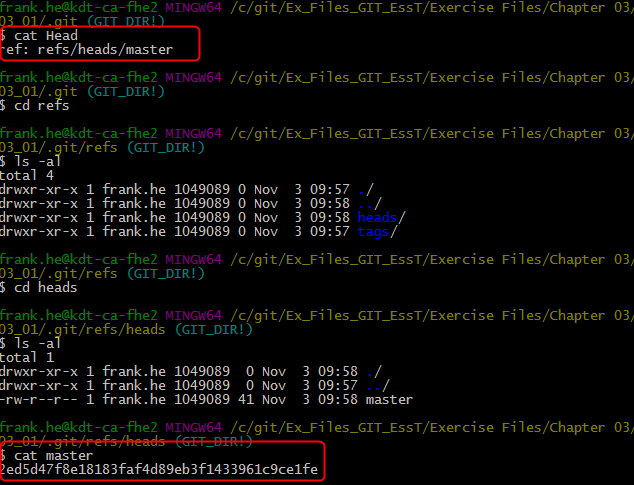 frank.he@kdt-ca-fhe2 MINGW64 /c/git/Ex_Files_GIT_EssT/Exercise Files/Chapter 03/
03_01/.git (GIT_DIR!)
$ cat Head
ref: refs/heads/master
frank.he@kdt-ca-fhe2 MINGW64 /c/git/Ex_Files_GIT_EssT/Exercise Files/Chapter 03/
03_01/.git (GIT_DIR!)
$ cd refs
frank.he@kdt-ca-fhe2 MINGW64 /c/git/Ex_Files_GIT_EssT/Exercise Files/Chapter 03/
03_01/.git/refs (GIT_DIR!)
$ ls -al
total 4
drwxr-xr-x 1 frank.he 1049089 0 Nov  3 09:57 ./
drwxr-xr-x 1 frank.he 1049089 0 Nov  3 09:58 ../
drwxr-xr-x 1 frank.he 1049089 0 Nov  3 09:58 heads/
drwxr-xr-x 1 frank.he 1049089 0 Nov  3 09:57 tags/
frank.he@kdt-ca-fhe2 MINGW64 /c/git/Ex_Files_GIT_EssT/Exercise Files/Chapter 03/
03_01/.git/refs (GIT_DIR!)
$ cd heads
frank.he@kdt-ca-fhe2 MINGW64 /c/git/Ex_Files_GIT_EssT/Exercise Files/Chapter 03/
03_01/.git/refs/heads (GIT_DIR!)
$ ls -al
total 1
drwxr-xr-x 1 frank.he 1049089  0 Nov  3 09:58 ./
drwxr-xr-x 1 frank.he 1049089  0 Nov  3 09:57 ../
-rw-r--r-- 1 frank.he 1049089 41 Nov  3 09:58 master
frank.he@kdt-ca-fhe2 MINGW64 /c/git/Ex_Files_GIT_EssT/Exercise Files/Chapter 03/
03_01/.git/refs/heads (GIT_DIR!)
$ cat master
2ed5d47f8e18183faf4d89eb3f1433961c9ce1fe